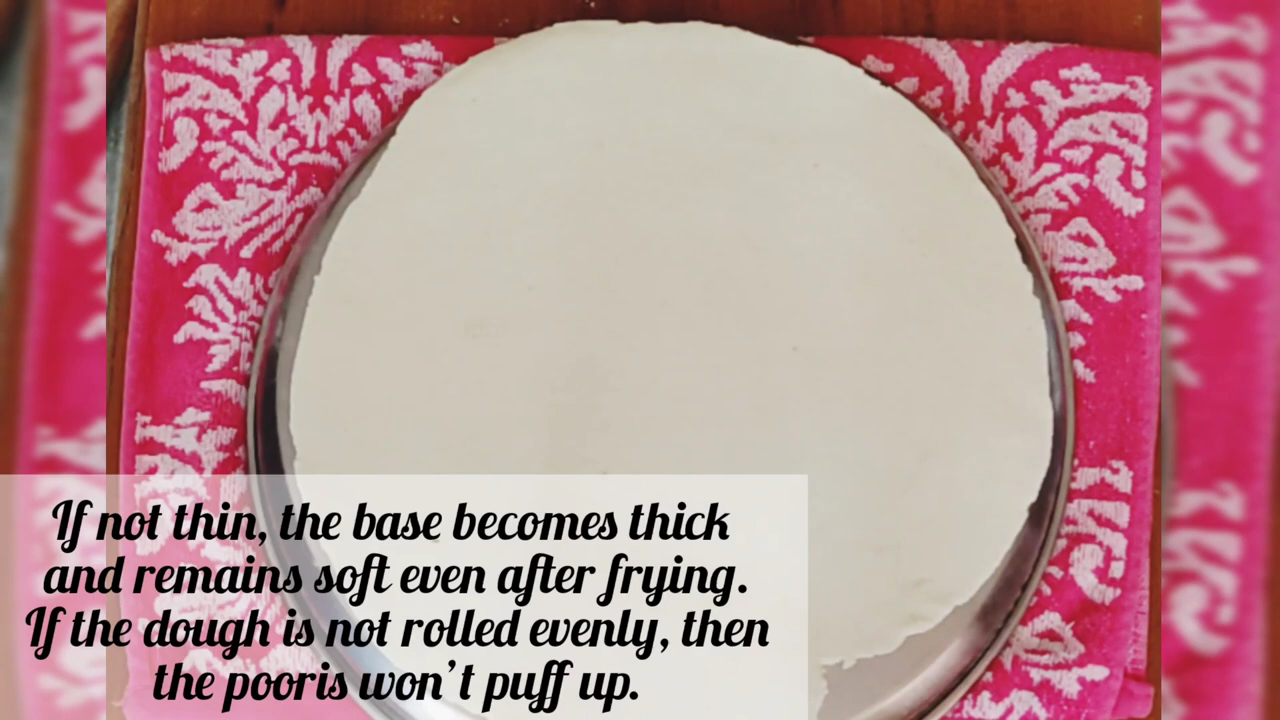 If not thin, the base becomes thick
and remains soft even after frying.
If the dough is not rolled evenly, then
the pooris won’t puff up.